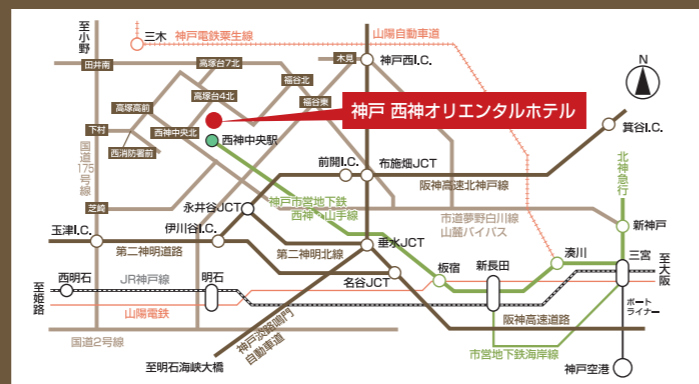 至小野
三木
神戸電鉄粟生線
山陽自動車道
田井南
高塚台7北
木見
神戸西I.C.
N
福谷北
高塚台4北
福谷東
高塚高前
神戸 西神オリエンタルホテル
下村
西神中央北
西神中央駅
箕谷I.C.
西消防署前
国道175号線
前開I.C.
布施畑JCT
阪神高速北神戸線
北神急行
神戸市営地下鉄
西神・山手線
芝崎
永井谷JCT
市道夢野白川線
山麓バイパス
新神戸
玉津I.C.
伊川谷I.C.
第二神明道路
第二神明北線
垂水JCT
湊川
三宮
至大阪
板宿
新長田
名谷JCT
至姫路
西明石
JR神戸線
明石
山陽電鉄
ポート
ライナー
阪神高速道路
国道2号線
神戸淡路鳴門
自動車道
市営地下鉄海岸線
至明石海峡大橋
神戸空港